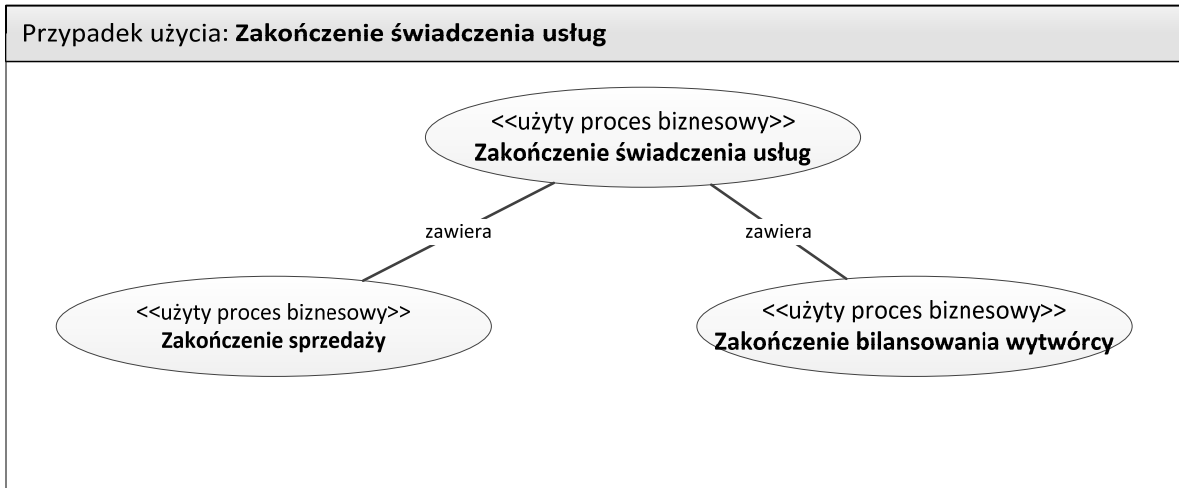 Przypadek użycia: Zakończenie świadczenia usług
<<użyty proces biznesowy>>
Zakończenie świadczenia usług
zawiera
zawiera
<<użyty proces biznesowy>>
Zakończenie sprzedaży
<<użyty proces biznesowy>>
Zakończenie bilansowania wytwórcy